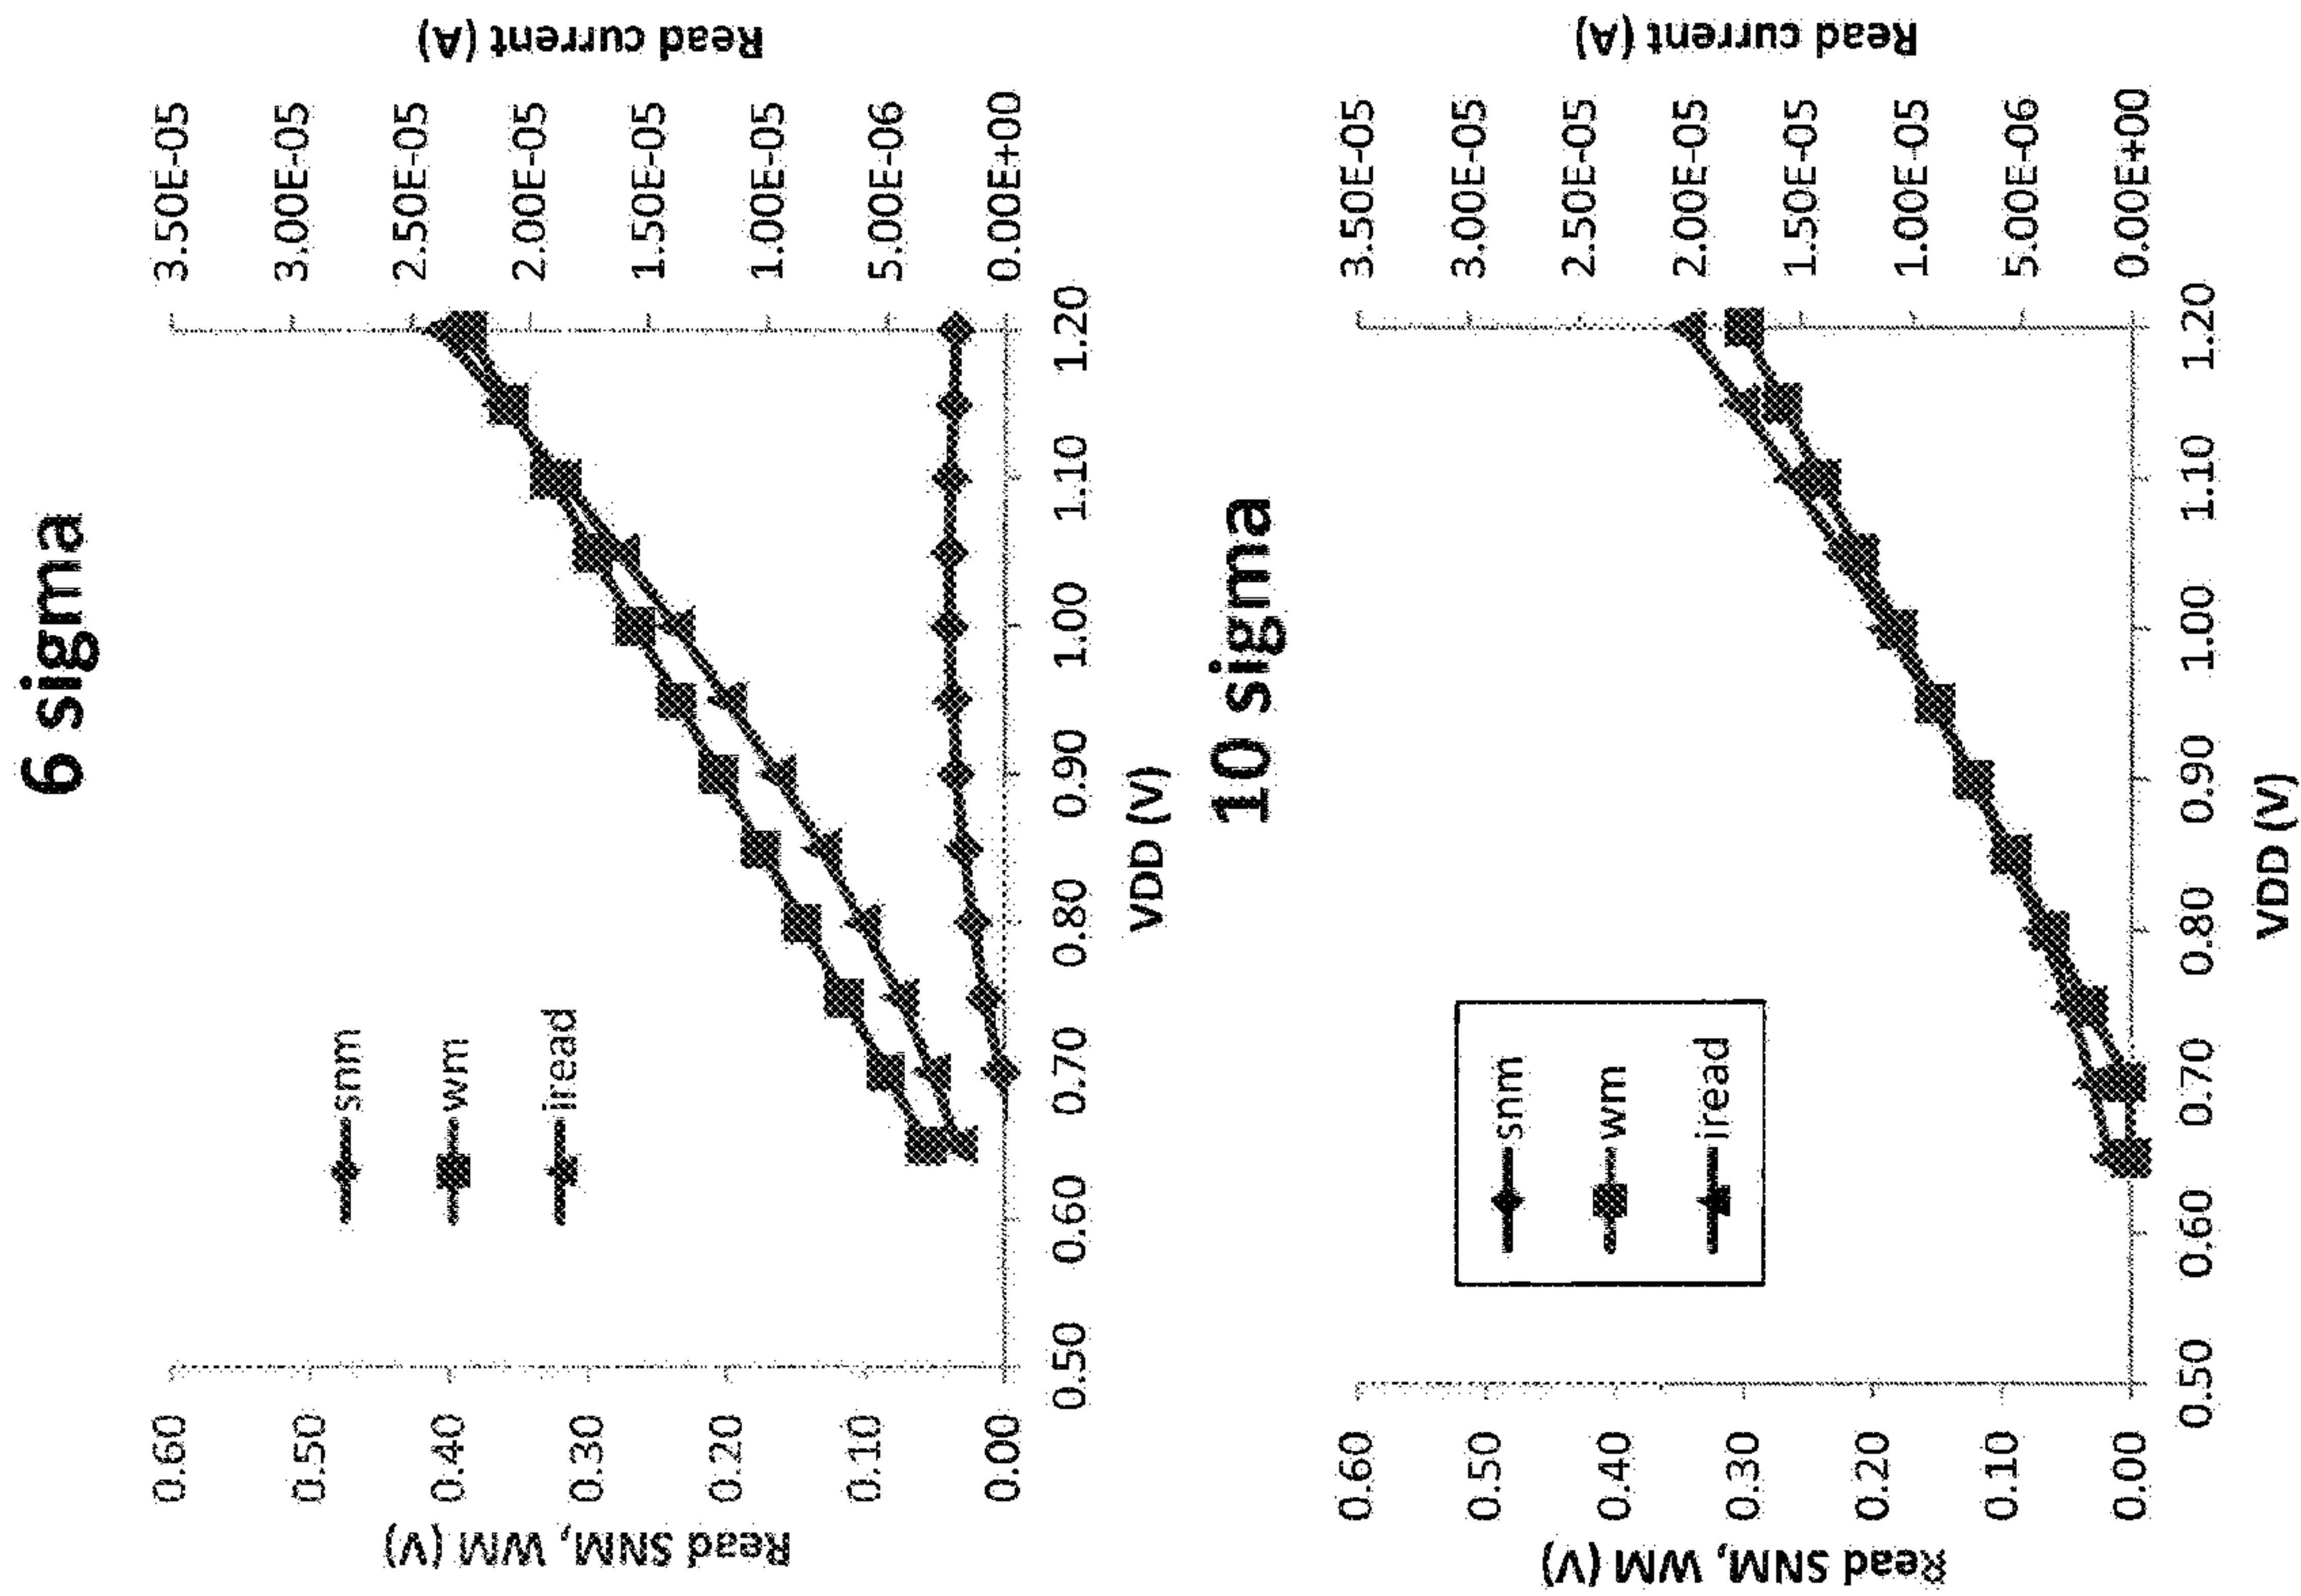 6 sigma
Read SNM, WM (V)
0.60
0.50
0.40
0.30
0.20
0.10
0.00
snm
wm
iread
3.50E-05
3.00E-05
2.50E-05
2.00E-05
1.50E-05
1.00E-05
5.00E-06
0.00E+00
Read current (A)
0.50
0.60
0.70
0.80
0.90
1.00
1.10
1.20
VDD (V)
10 sigma
Read SNM, WM (V)
0.60
0.50
0.40
0.30
0.20
0.10
0.00
snm
wm
iread
3.50E-05
3.00E-05
2.50E-05
2.00E-05
1.50E-05
1.00E-05
5.00E-06
0.00E+00
Read current (A)
0.50
0.60
0.70
0.80
0.90
1.00
1.10
1.20
VDD (V)